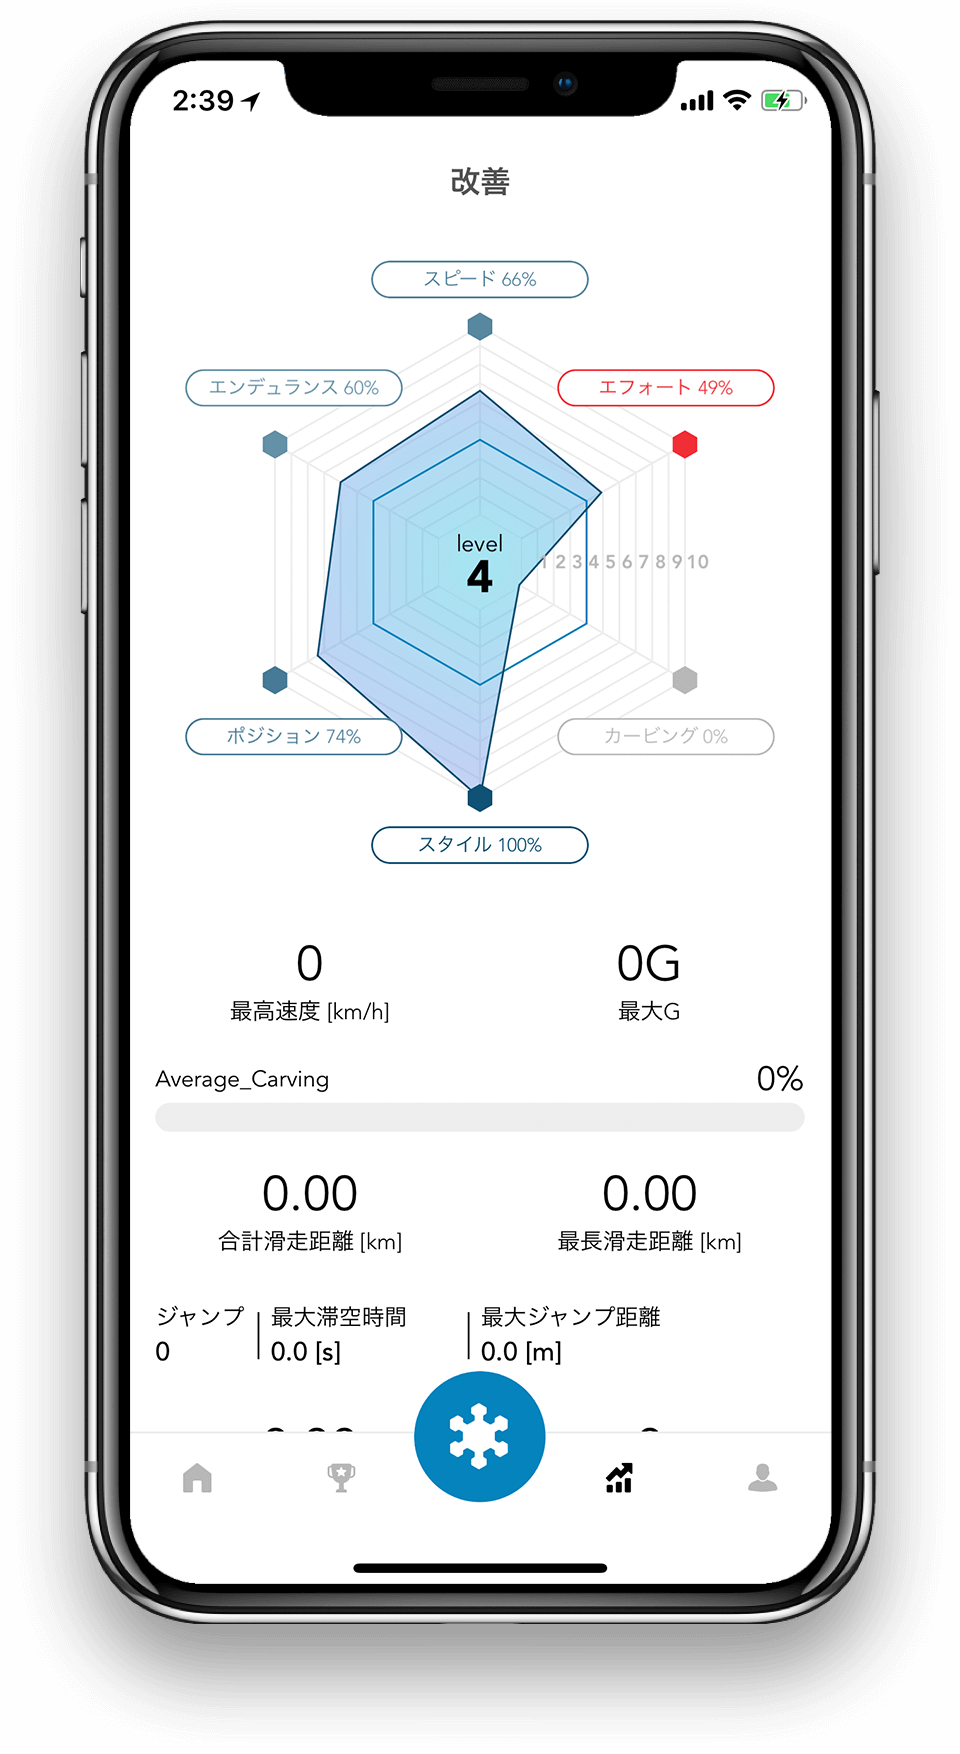 2:39
改善
スピード 66%
エンデュランス 60%
エフォート 49%
level
4
1 2 3 4 5 6 7 8 9 10
ポジション 74%
カービング 0%
スタイル 100%
0
最高速度 [km/h]
0G
最大G
Average_Carving
0%
0.00
合計滑走距離 [km]
0.00
最長滑走距離 [km]
ジャンプ
0
最大滞空時間
0.0 [s]
最大ジャンプ距離
0.0 [m]